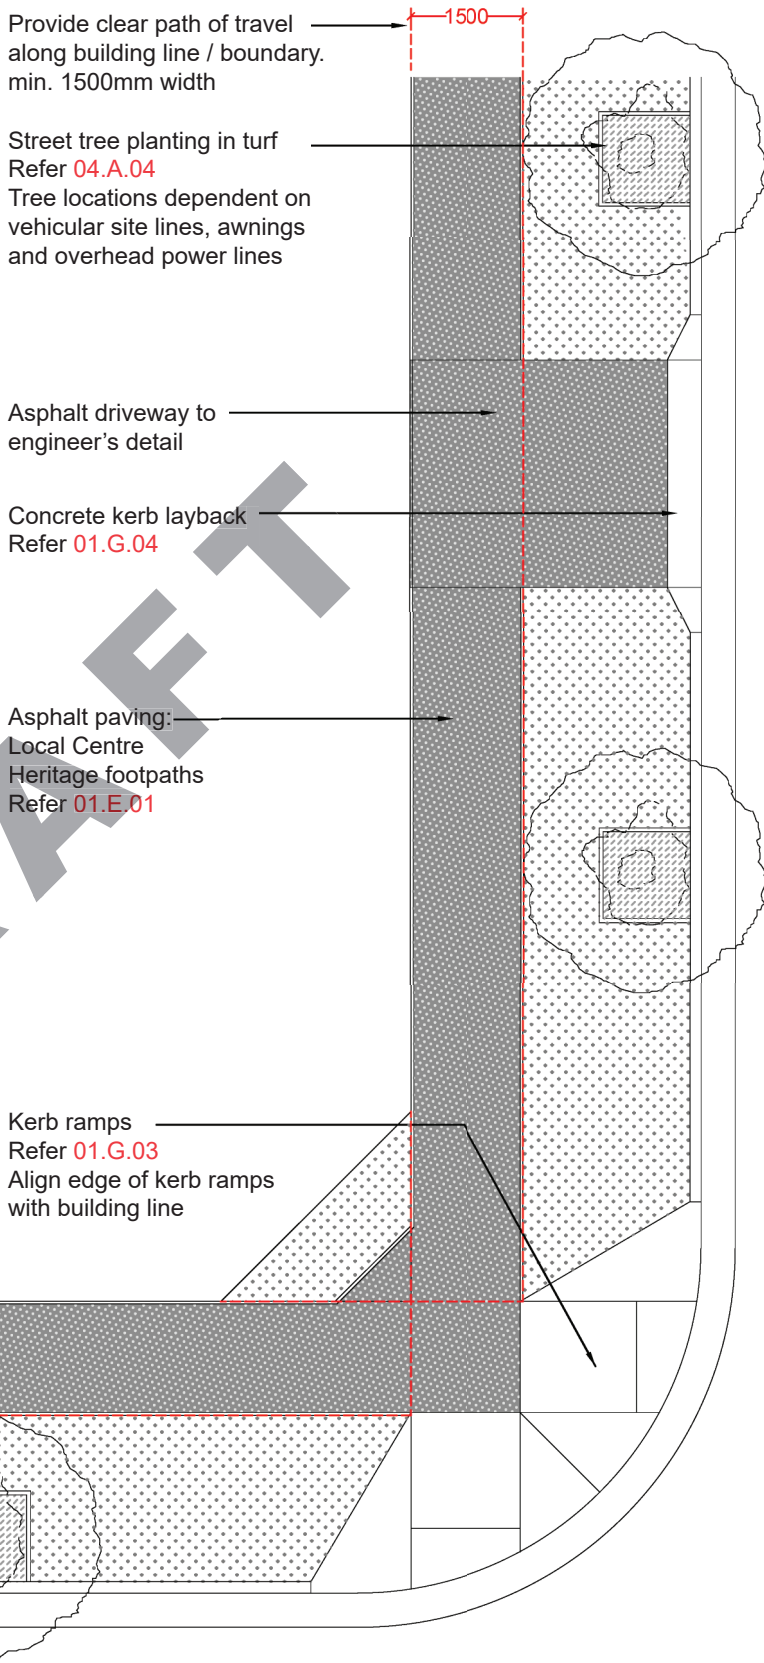 Provide clear path of travel
along building line / boundary.
min. 1500mm width
1500
Street tree planting in turf
Refer 04.A.04
Tree locations dependent on
vehicular site lines, awnings
and overhead power lines
Asphalt driveway to
engineer’s detail
Concrete kerb layback
Refer 01.G.04
Asphalt paving:
Local Centre
Heritage footpaths
Refer 01.E.01
Kerb ramps
Refer 01.G.03
Align edge of kerb ramps
with building line
RAFT